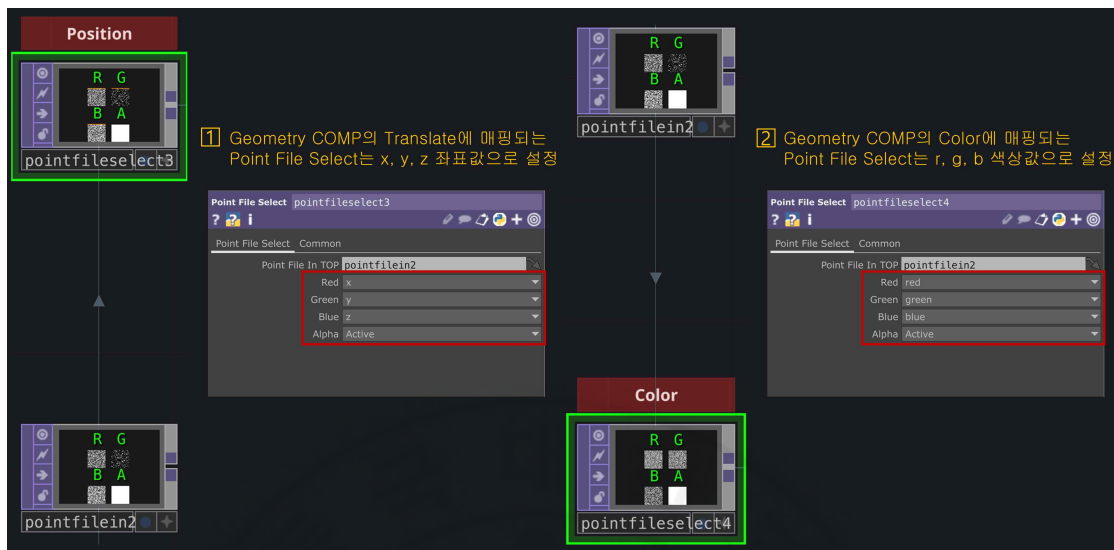 Position
R G
B A
pointfileselect3
1 Geometry COMP의 Translate에 매핑되는
Point File Select는 x, y, z 좌표값으로 설정
Point File Select pointfileselect3
? ? i
Point File Select Common
Point File In TOP pointfilein2
Red x
Green y
Blue z
Alpha Active
R G
B A
pointfilein2
R G
B A
pointfilein2
2 Geometry COMP의 Color에 매핑되는
Point File Select는 r, g, b 색상값으로 설정
Point File Select pointfileselect4
? ? i
Point File Select Common
Point File In TOP pointfilein2
Red red
Green green
Blue blue
Alpha Active
Color
R G
B A
pointfileselect4